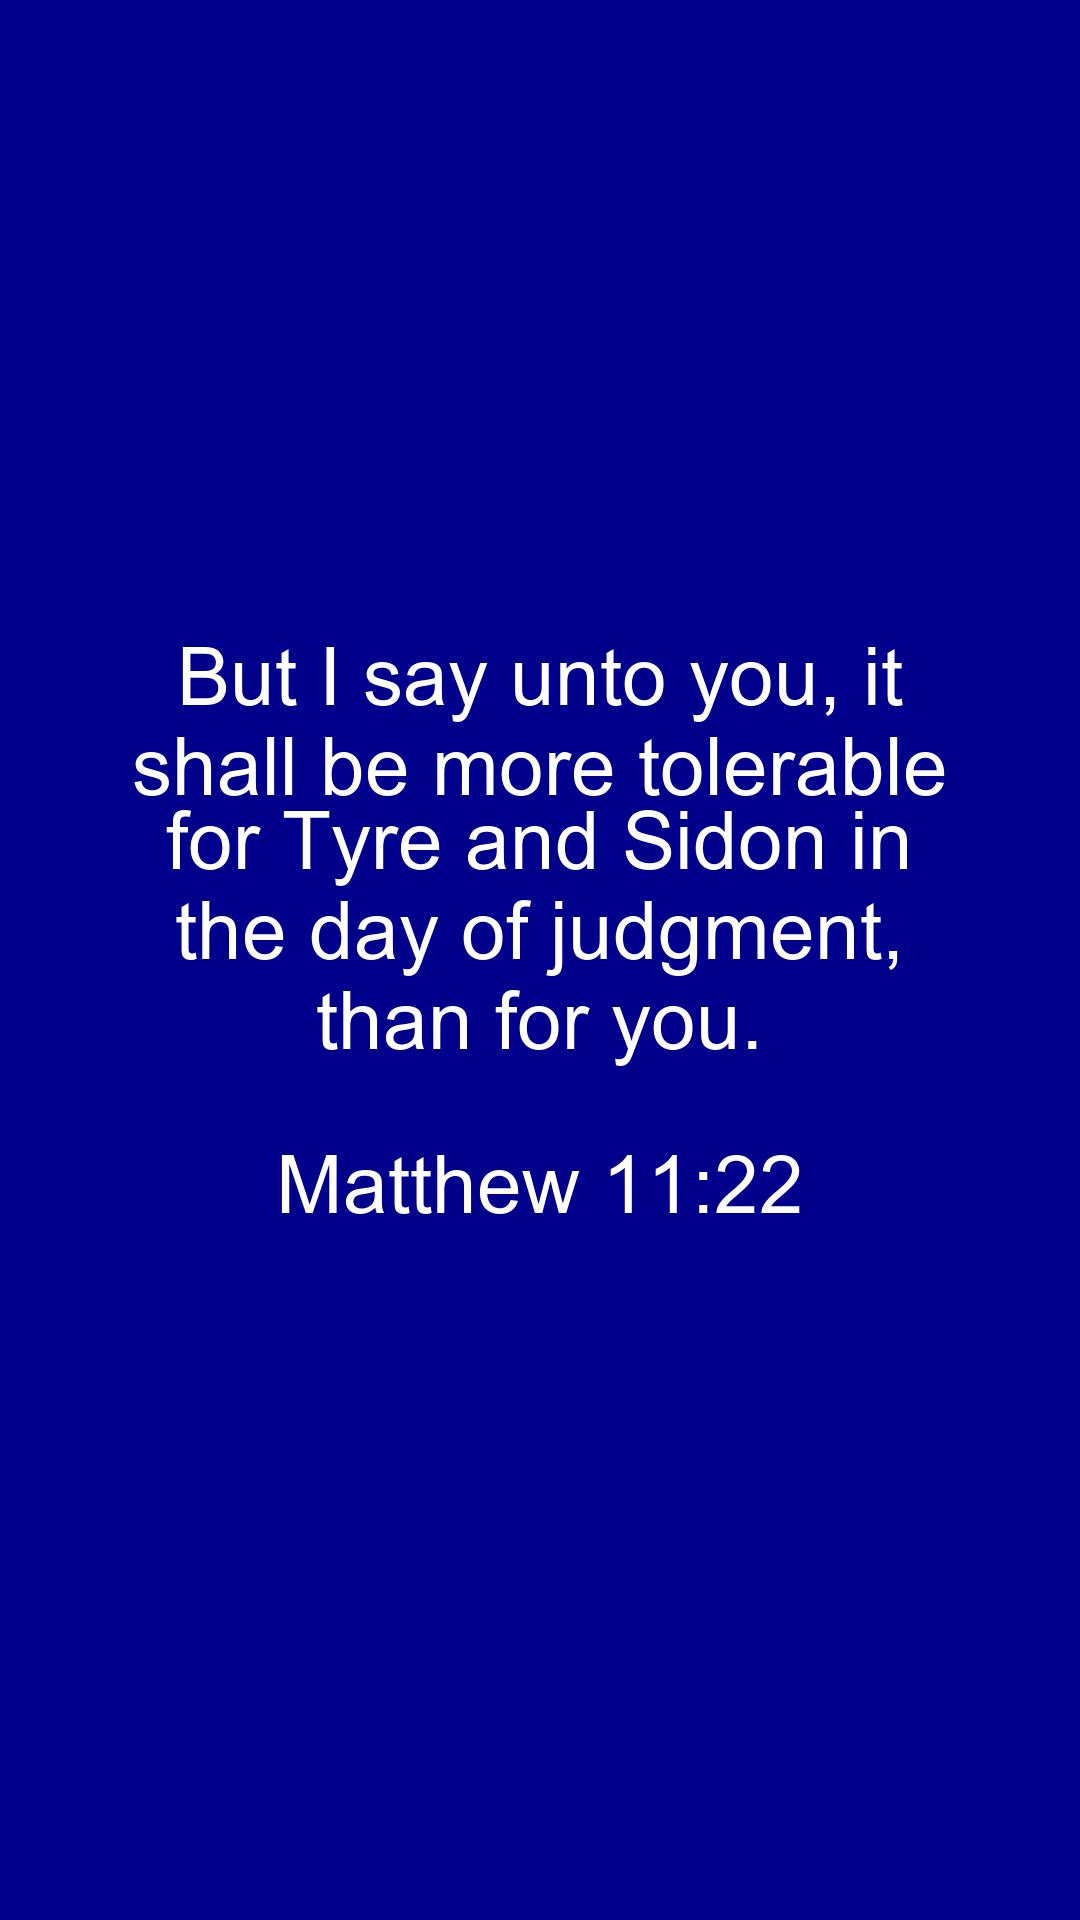 But I say unto you, it
shall be more tolerable
for Tyre and Sidon in
the day of judgment,
than for you.
Matthew 11:22